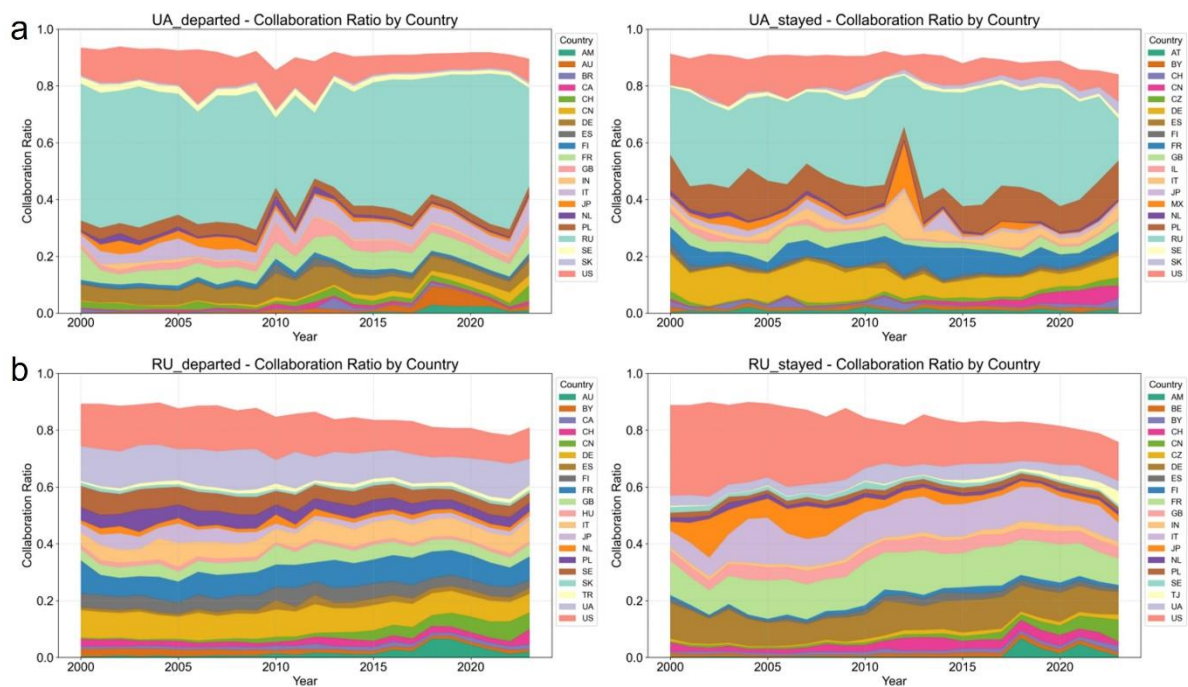 a
UA_departed - Collaboration Ratio by Country
Collaboration Ratio
1.0
0.8
0.6
0.4
0.2
0.0
2000 2005 2010 2015 2020
Year
Country
AM
AU
BR
CA
CH
CN
DE
ES
FI
FR
GB
IN
IT
JP
NL
PL
RU
SE
SK
US
UA_stayed - Collaboration Ratio by Country
Collaboration Ratio
1.0
0.8
0.6
0.4
0.2
0.0
2000 2005 2010 2015 2020
Year
Country
AT
BY
CH
CN
CZ
DE
ES
FI
FR
GB
IL
IT
JP
MX
NL
PL
RU
SE
SK
US
b
RU_departed - Collaboration Ratio by Country
Collaboration Ratio
1.0
0.8
0.6
0.4
0.2
0.0
2000 2005 2010 2015 2020
Year
Country
AU
BY
CA
CH
CN
DE
ES
FI
FR
GB
HU
IT
JP
NL
PL
SE
SK
TR
UA
US
RU_stayed - Collaboration Ratio by Country
Collaboration Ratio
1.0
0.8
0.6
0.4
0.2
0.0
2000 2005 2010 2015 2020
Year
Country
AM
BE
BY
CH
CN
CZ
DE
ES
FI
FR
GB
IN
IT
JP
NL
PL
SE
TJ
UA
US